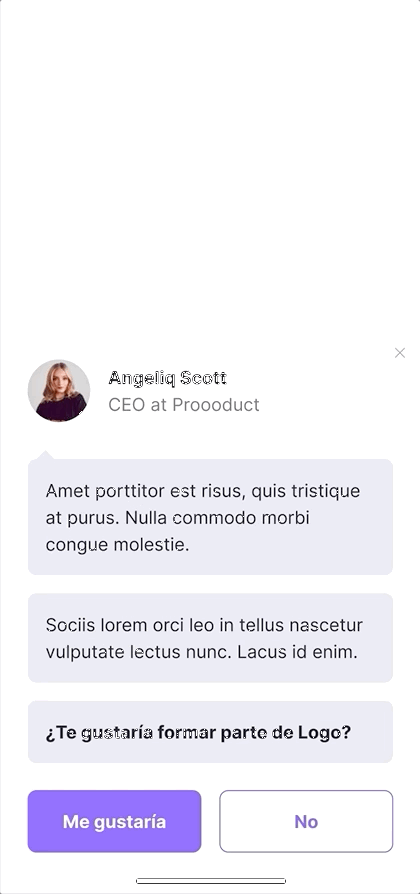 Angeliq Scott
CEO at Proooduct
Amet porttitor est risus, quis tristique
at purus. Nulla commodo morbi
congue molestie.
Sociis lorem orci leo in tellus nascetur
vulputate lectus nunc. Lacus id enim.
¿Te gustaría formar parte de Logo?
Me gustaría
No